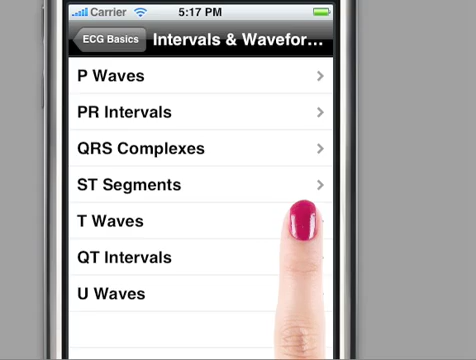 Carrier 5:17 PM
ECG Basics Intervals & Wavefor...
P Waves
PR Intervals
QRS Complexes
ST Segments
T Waves
QT Intervals
U Waves